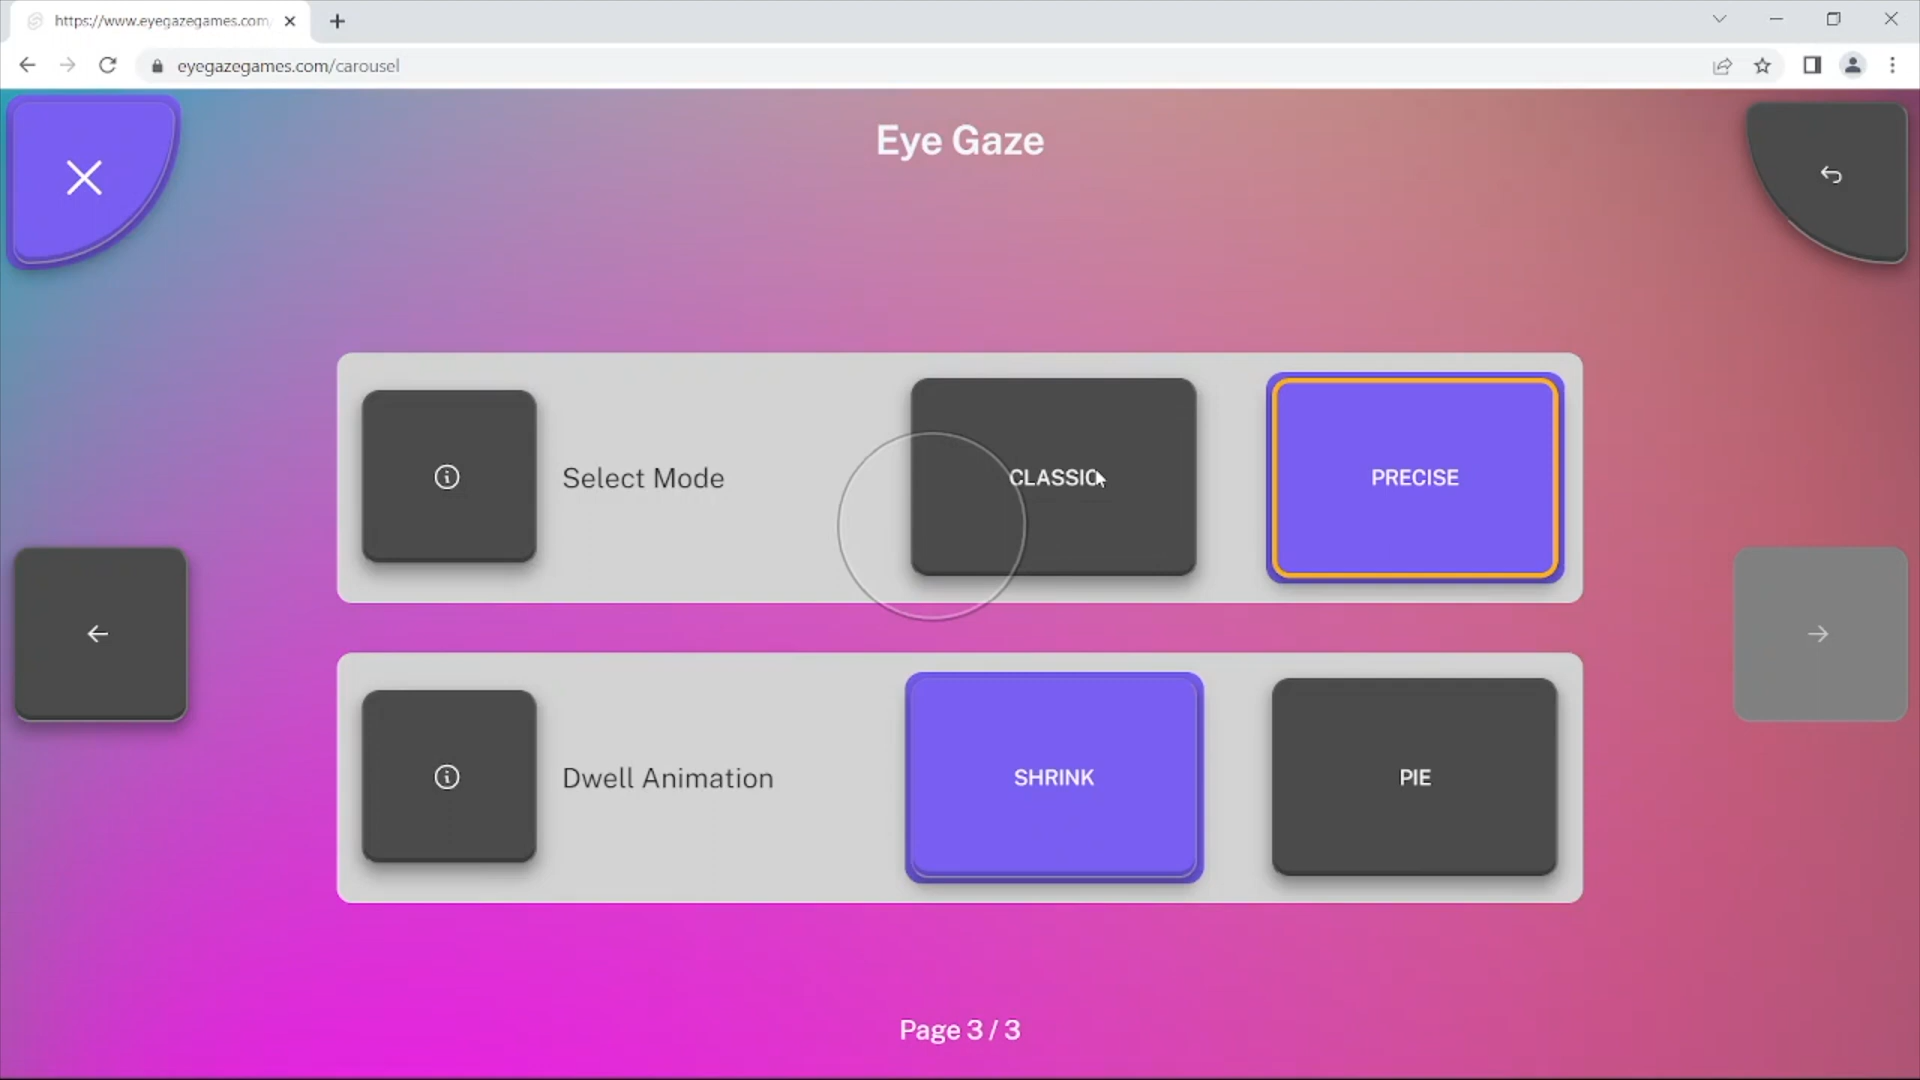 https://www.eyegazegames.com
eyegazegames.com/carousel
Eye Gaze
Select Mode
CLASSIC
PRECISE
Dwell Animation
SHRINK
PIE
Page 3 / 3